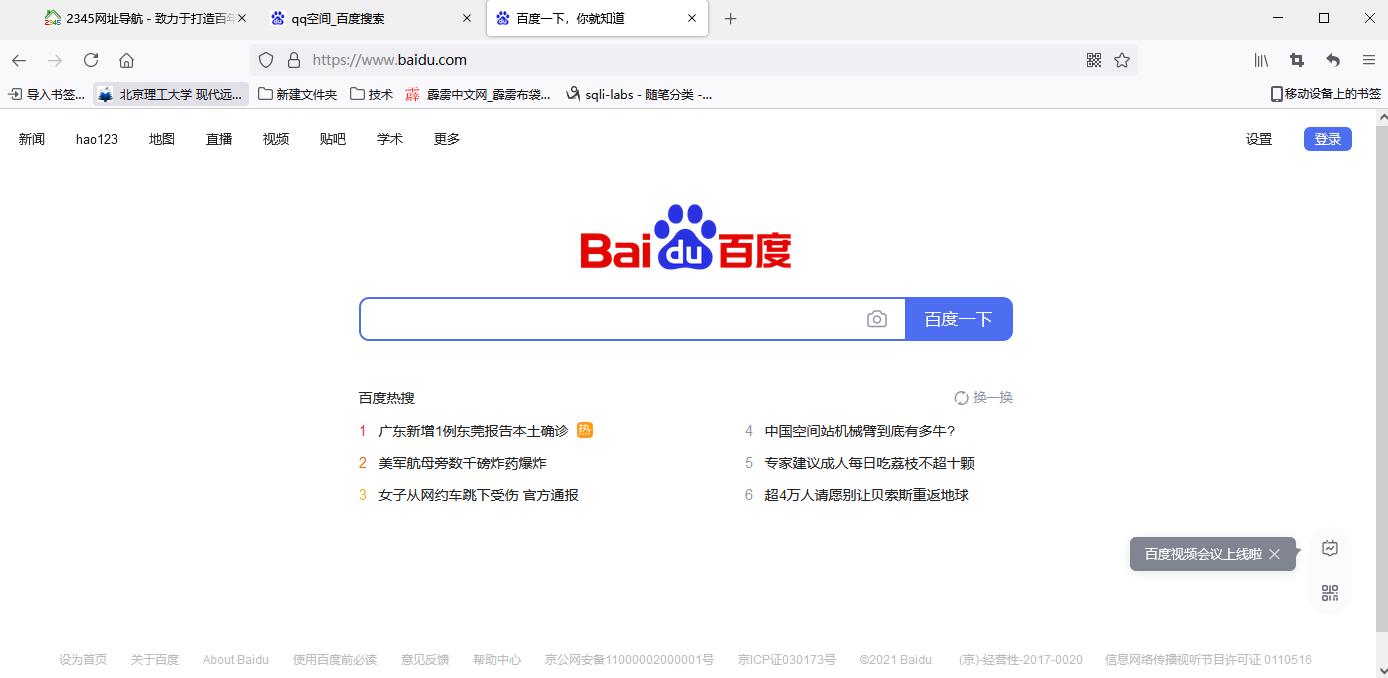 2345网址导航 - 致力于打造百年 qq空间_百度搜索 百度一下，你就知道
https://www.baidu.com
导入书签... 北京理工大学 现代远... 新建文件夹 技术 霹雳中文网_霹雳布袋... sqli-labs - 随笔分类 -... 移动设备上的书签
新闻 hao123 地图 直播 视频 贴吧 学术 更多 设置 登录
Bai du 百度
百度一下
百度热搜 换一换
1 广东新增1例东莞报告本土确诊 热 4 中国空间站机械臂到底有多牛?
2 美军航母旁数千磅炸药爆炸 5 专家建议成人每日吃荔枝不超十颗
3 女子从网约车跳下受伤 官方通报 6 超4万人请愿别让贝索斯重返地球
百度视频会议上线啦
设为首页 关于百度 About Baidu 使用百度前必读 意见反馈 帮助中心 京公网安备11000002000001号 京ICP证030173号 ©2021 Baidu (京)-经营性-2017-0020 信息网络传播视听节目许可证 0110516